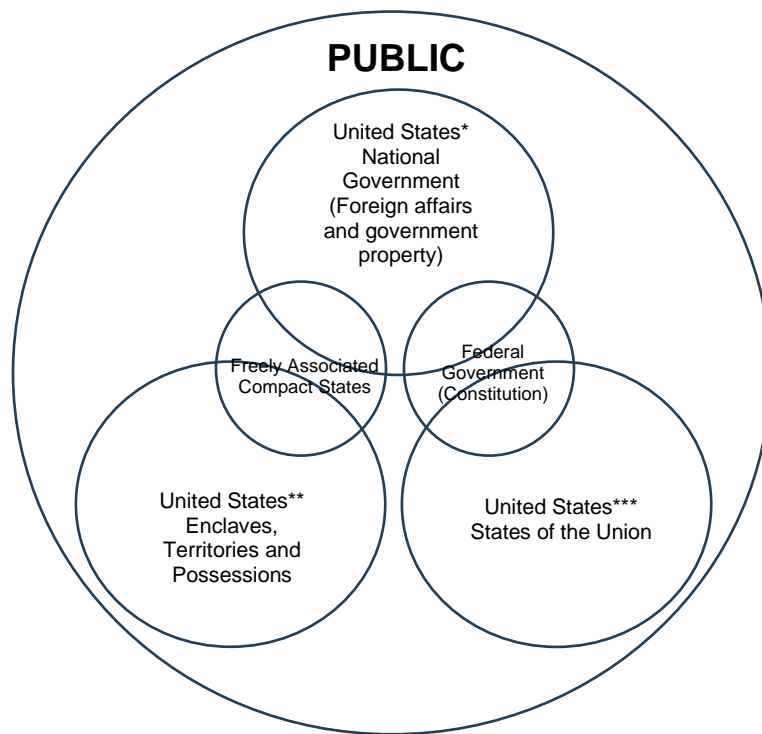 PUBLIC
United States*
National
Government
(Foreign affairs
and government
property)
Freely Associated
Compact States
Federal
Government
(Constitution)
United States**
Enclaves,
Territories and
Possessions
United States***
States of the Union